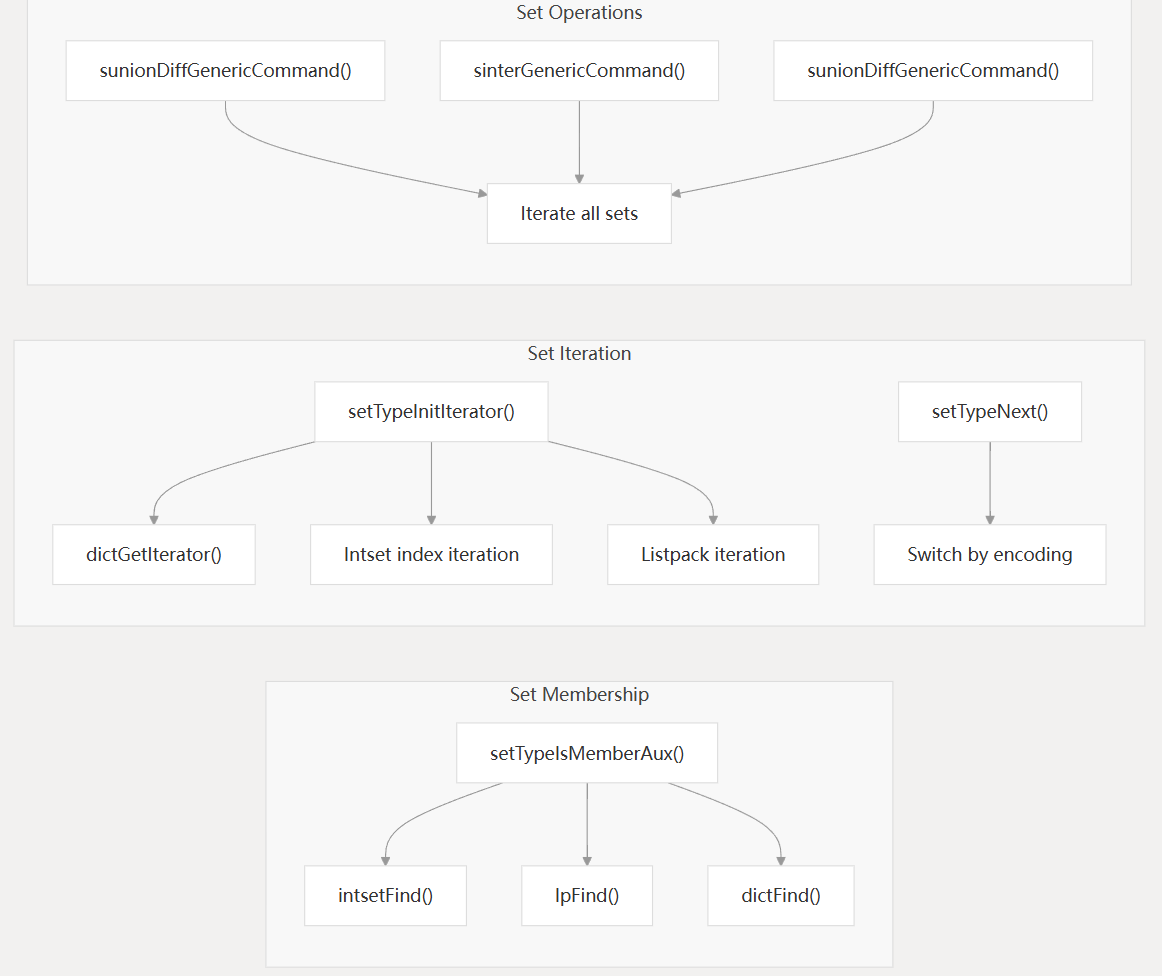 Set Operations
sunionDiffGenericCommand()
sinterGenericCommand()
sunionDiffGenericCommand()
Iterate all sets
Set Iteration
setTypeInitIterator()
setTypeNext()
dictGetIterator()
Intset index iteration
Listpack iteration
Switch by encoding
Set Membership
setTypeIsMemberAux()
intsetFind()
lpFind()
dictFind()